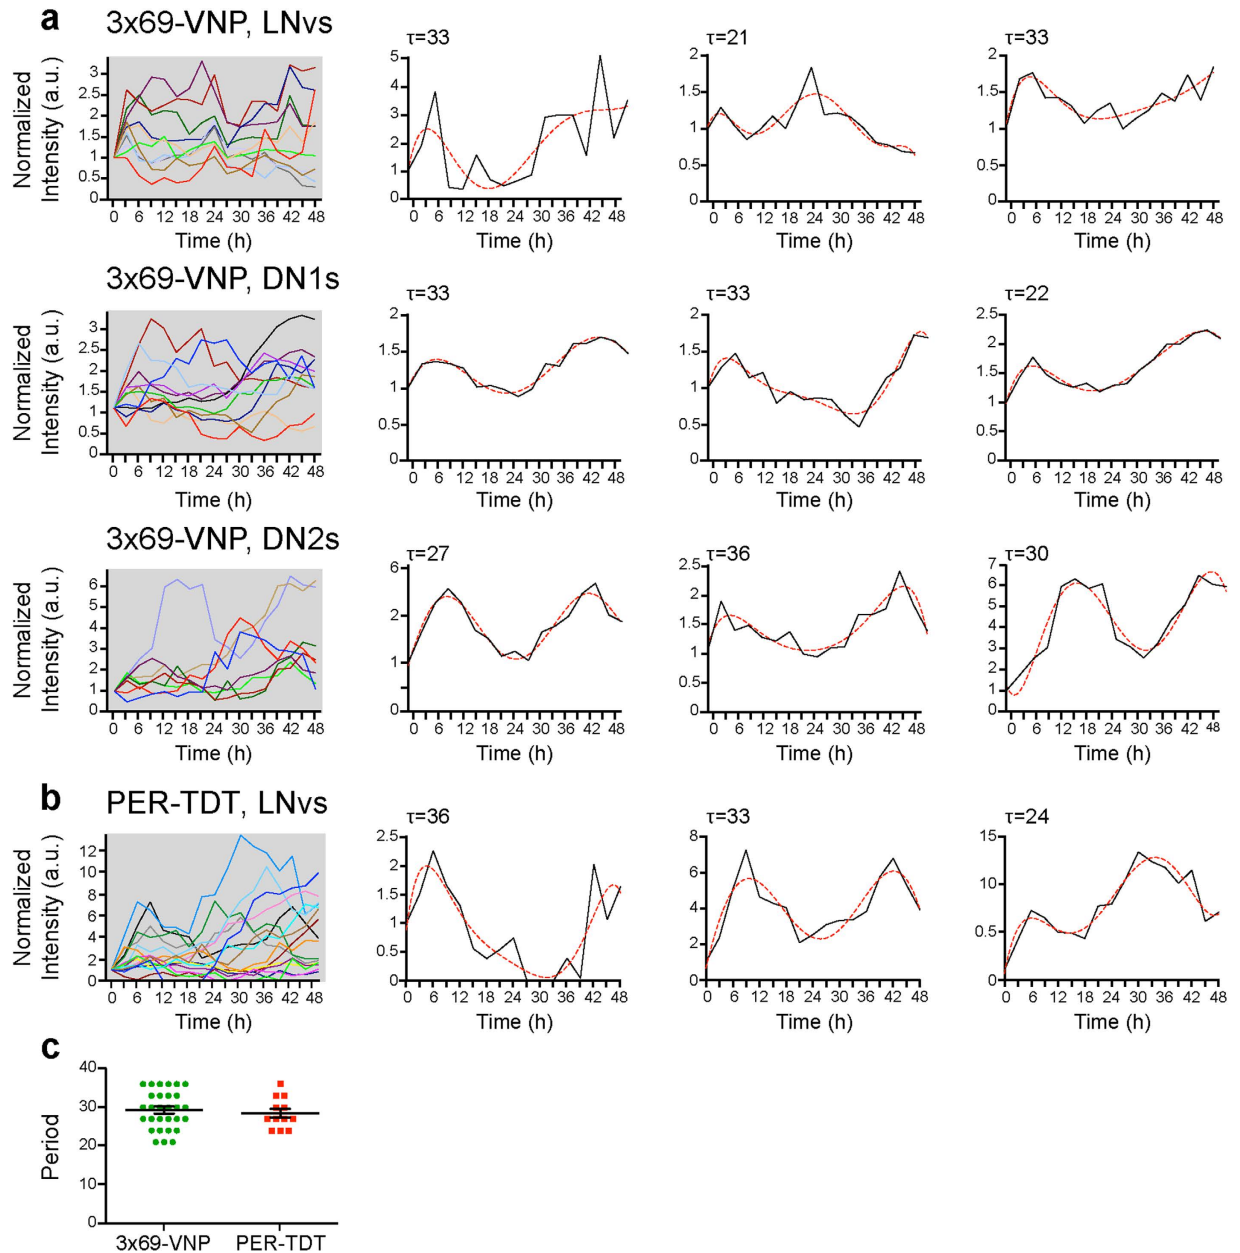 a
3x69-VNP, LNvs
τ=33
τ=21
τ=33
Normalized
Intensity (a.u.)
3
2.5
2
1.5
1
0.5
0
0 6 12 18 24 30 36 42 48
Time (h)
5
4
3
2
1
0
0 6 12 18 24 30 36 42 48
Time (h)
2
1.5
1
0.5
0
0 6 12 18 24 30 36 42 48
Time (h)
2
1.5
1
0.5
0
0 6 12 18 24 30 36 42 48
Time (h)
3x69-VNP, DN1s
τ=33
τ=33
τ=22
Normalized
Intensity (a.u.)
3
2.5
2
1.5
1
0.5
0
0 6 12 18 24 30 36 42 48
Time (h)
2
1.5
1
0.5
0
0 6 12 18 24 30 36 42 48
Time (h)
2
1.5
1
0.5
0
0 6 12 18 24 30 36 42 48
Time (h)
2
1.5
1
0.5
0
0 6 12 18 24 30 36 42 48
Time (h)
3x69-VNP, DN2s
τ=27
τ=36
τ=30
Normalized
Intensity (a.u.)
6
5
4
3
2
1
0
0 6 12 18 24 30 36 42 48
Time (h)
6
2
1
0
0 6 12 18 24 30 36 42 48
Time (h)
2.5
2
1.5
1
0.5
0
0 6 12 18 24 30 36 42 48
Time (h)
7
6
5
4
3
2
1
0
0 6 12 18 24 30 36 42 48
Time (h)
b
PER-TDT, LNvs
τ=36
τ=33
τ=24
Normalized
Intensity (a.u.)
12
10
8
6
4
2
1
0
0 6 12 18 24 30 36 42 48
Time (h)
2.5
2
1.5
1
0.5
0
0 6 12 18 24 30 36 42 48
Time (h)
8
6
4
2
0
0 6 12 18 24 30 36 42 48
Time (h)
15
10
0.5
0
0 6 12 18 24 30 36 42 48
Time (h)
c
Period
40
30
20
10
0
3x69-VNP PER-TDT